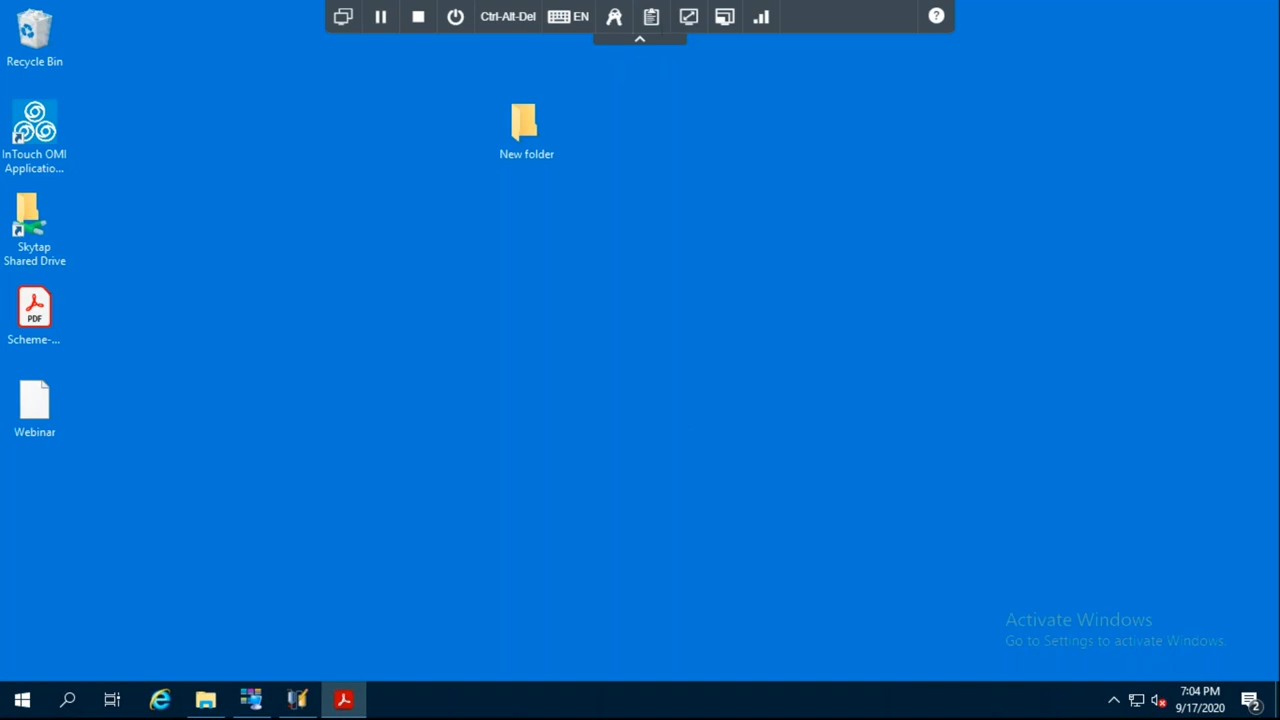 Ctrl-Alt-Del
EN
Recycle Bin
InTouch OMI
Applicatio...
New folder
Skytap
Shared Drive
PDF
Scheme-...
Webinar
Activate Windows
Go to Settings to activate Windows.
7:04 PM
9/17/2020
2